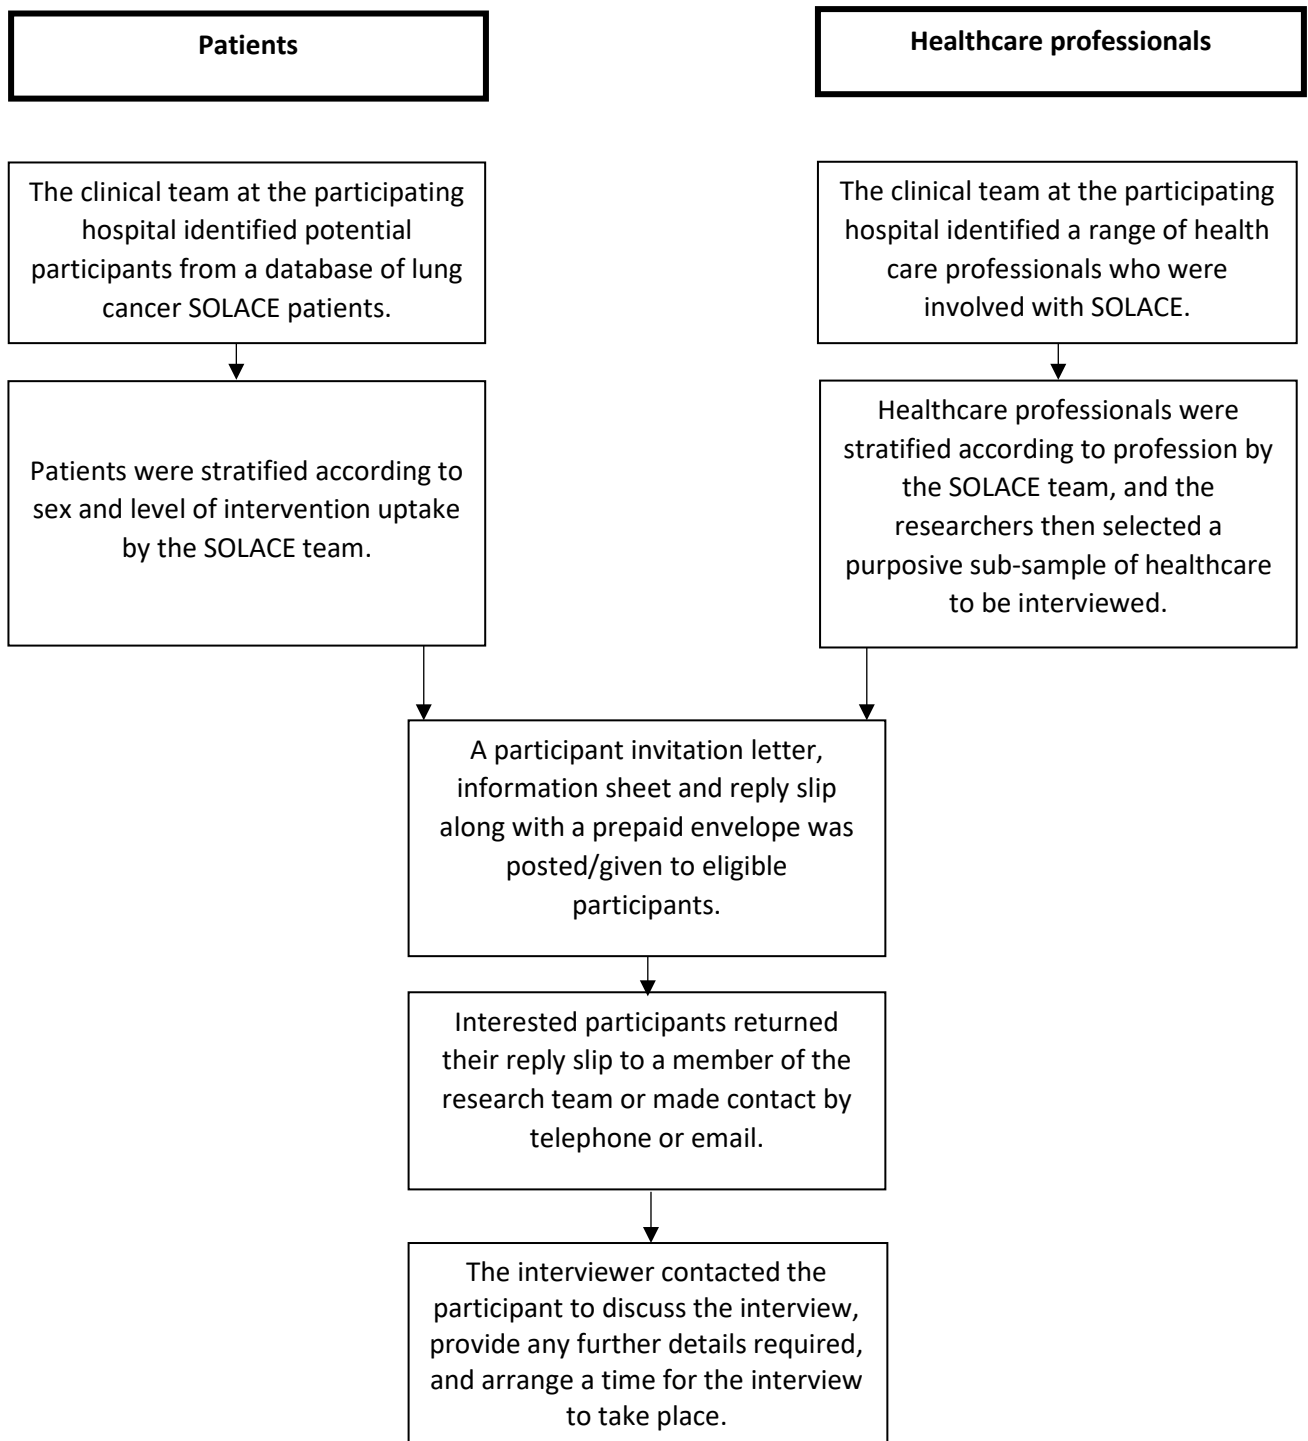 Patients
Healthcare professionals
The clinical team at the participating
hospital identified potential
participants from a database of lung
cancer SOLACE patients.
The clinical team at the participating
hospital identified a range of health
care professionals who were
involved with SOLACE.
Patients were stratified according to
sex and level of intervention uptake
by the SOLACE team.
Healthcare professionals were
stratified according to profession by
the SOLACE team, and the
researchers then selected a
purposive sub-sample of healthcare
to be interviewed.
A participant invitation letter,
information sheet and reply slip
along with a prepaid envelope was
posted/given to eligible
participants.
Interested participants returned
their reply slip to a member of the
research team or made contact by
telephone or email.
The interviewer contacted the
participant to discuss the interview,
provide any further details required,
and arrange a time for the interview
to take place.